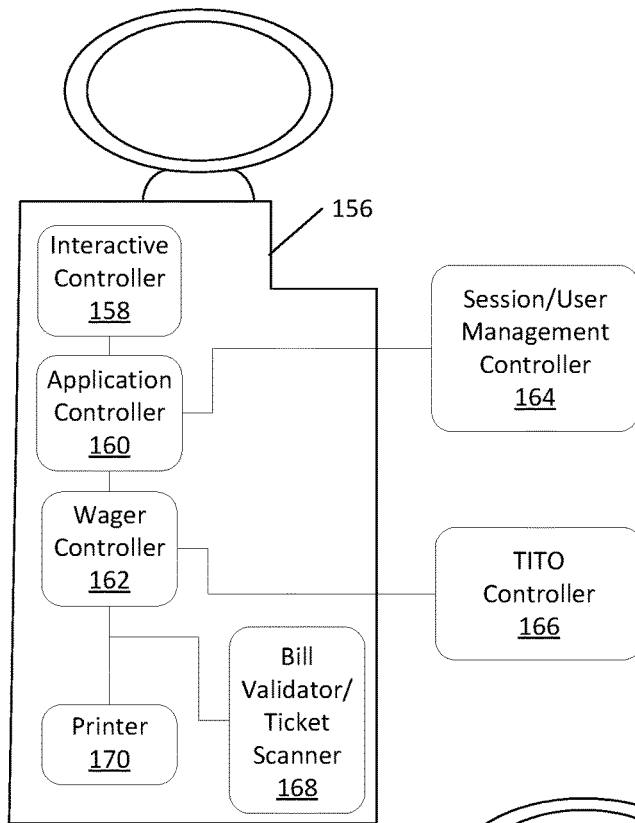 156
Interactive
Controller
158
Session/User
Management
Controller
164
Application
Controller
160
Wager
Controller
162
TITO
Controller
166
Bill
Validator/
Ticket
Scanner
168
Printer
170